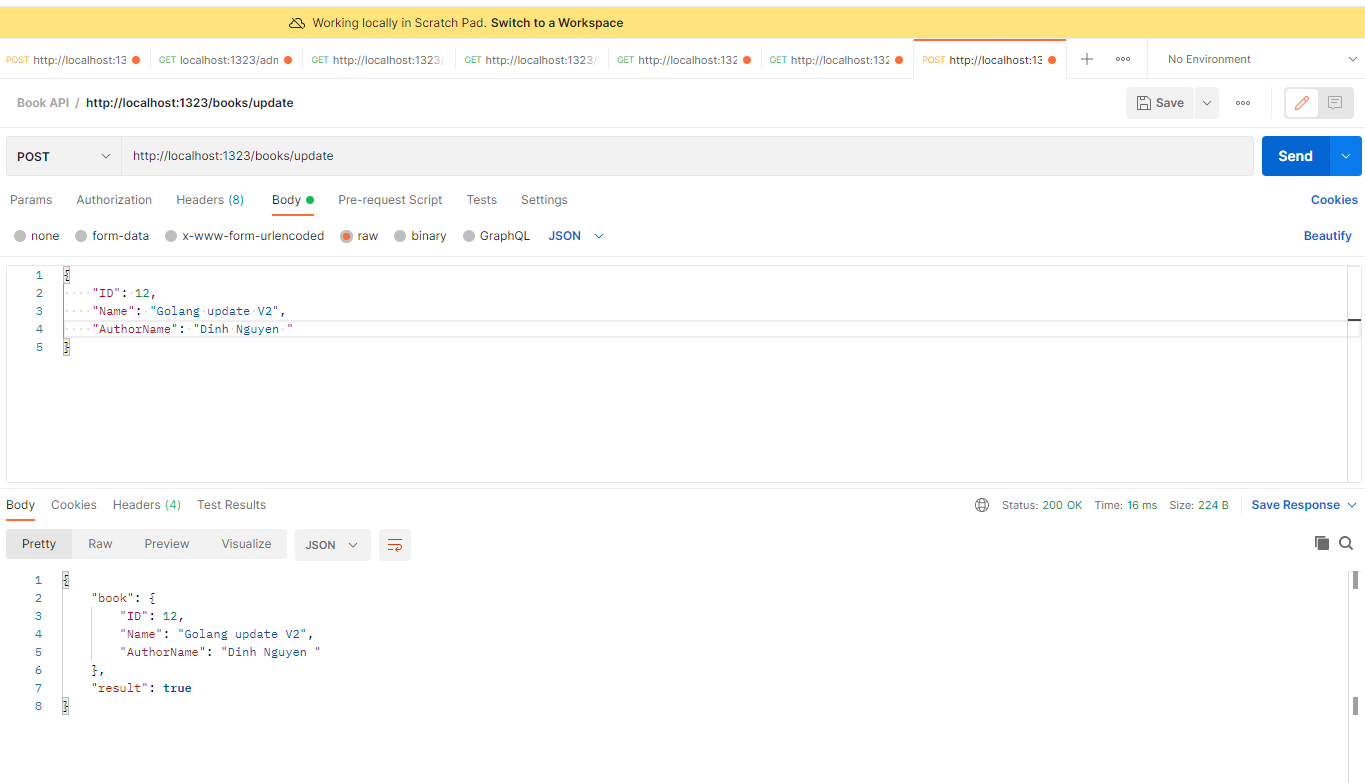 Working locally in Scratch Pad. Switch to a Workspace
POST http://localhost:13 GET localhost:1323/adn GET http://localhost:1323/ GET http://localhost:1323/ GET http://localhost:132 GET http://localhost:132 POST http://localhost:13 No Environment
Book API / http://localhost:1323/books/update Save
POST http://localhost:1323/books/update Send
Params Authorization Headers (8) Body Pre-request Script Tests Settings Cookies
none form-data x-www-form-urlencoded raw binary GraphQL JSON Beautify
1 {
2 "ID": 12,
3 "Name": "Golang update V2",
4 "AuthorName": "Dinh Nguyen "
5 }
Body Cookies Headers (4) Test Results Status: 200 OK Time: 16 ms Size: 224 B Save Response
Pretty Raw Preview Visualize JSON
1 {
2 "book": {
3 "ID": 12,
4 "Name": "Golang update V2",
5 "AuthorName": "Dinh Nguyen "
6 },
7 "result": true
8 }